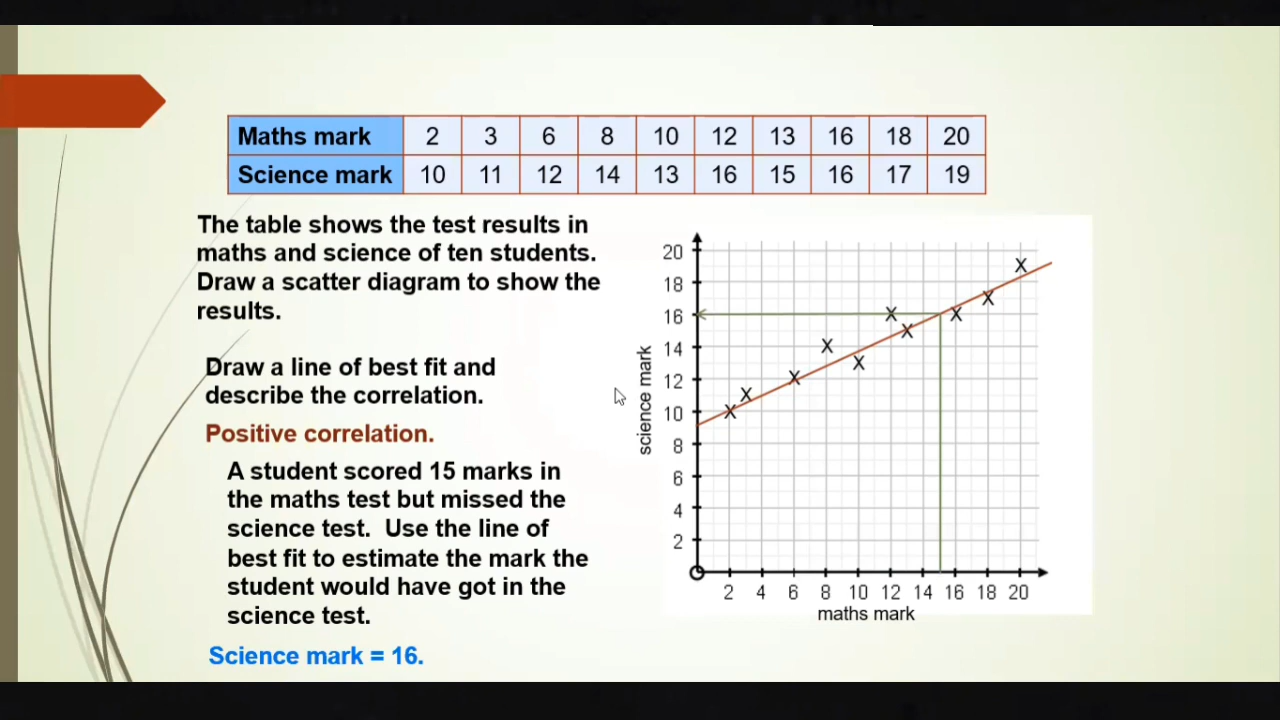 Maths mark 2 3 6 8 10 12 13 16 18 20
Science mark 10 11 12 14 13 16 15 16 17 19
The table shows the test results in
maths and science of ten students.
Draw a scatter diagram to show the
results.
Draw a line of best fit and
describe the correlation.
Positive correlation.
A student scored 15 marks in
the maths test but missed the
science test. Use the line of
best fit to estimate the mark the
student would have got in the
science test.
Science mark = 16.
20
18
16
14
12
10
8
6
4
2
science mark
O
2 4 6 8 10 12 14 16 18 20
maths mark